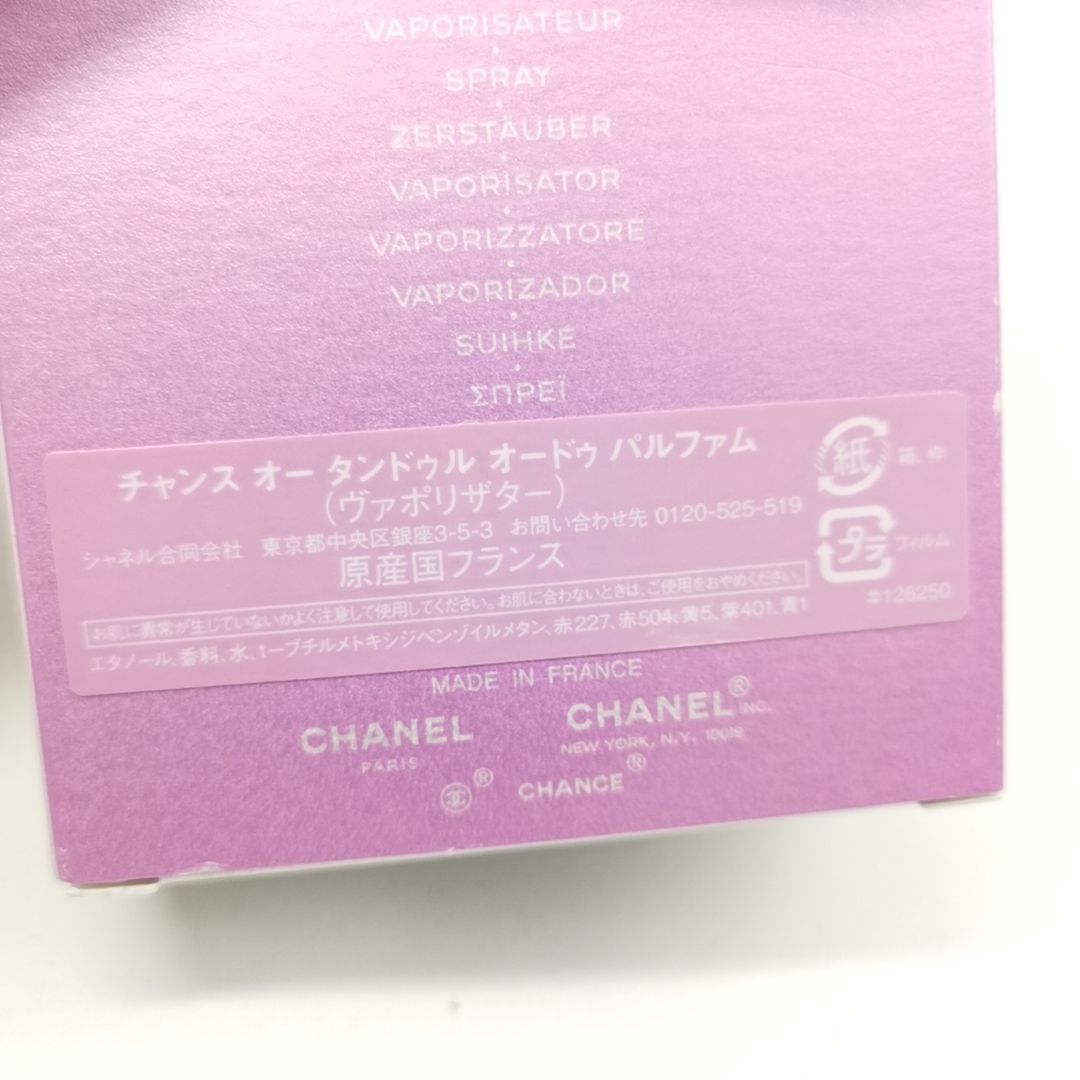 VAPORISATEUR
SPRAY
ZERSTÄUBER
VAPORISATOR
VAPORIZZATORE
VAPORIZADOR
SUIHKE
ΣΠΡΕΪ
チャンス オー タンドゥル オードゥ パルファム
(ヴァポリザター)
シャネル合同会社 東京都中央区銀座3-5-3 お問い合わせ先 0120-525-519
原産国フランス
お肌に異常が生じていないかよく注意して使用してください。お肌に合わないときは、ご使用をおやめください。
エタノール、香料、水、t-ブチルメトキシジベンゾイルメタン、赤227、赤504、黄5、紫401、青1
紙 箱、枠
プラ フィルム
#126250
MADE IN FRANCE
CHANEL
PARIS
CHANEL® INC.
NEW YORK, N.Y. 10019
® CHANCE®